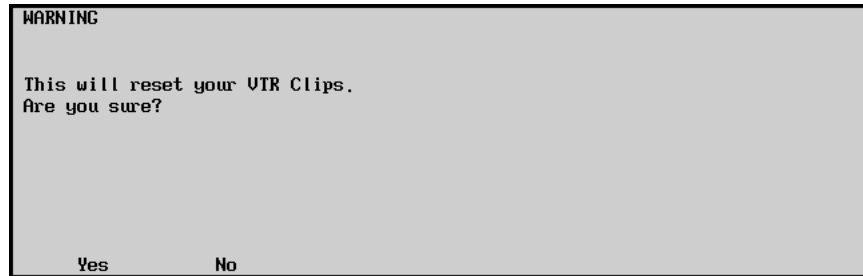 WARNING
This will reset your VTR Clips.
Are you sure?
Yes No